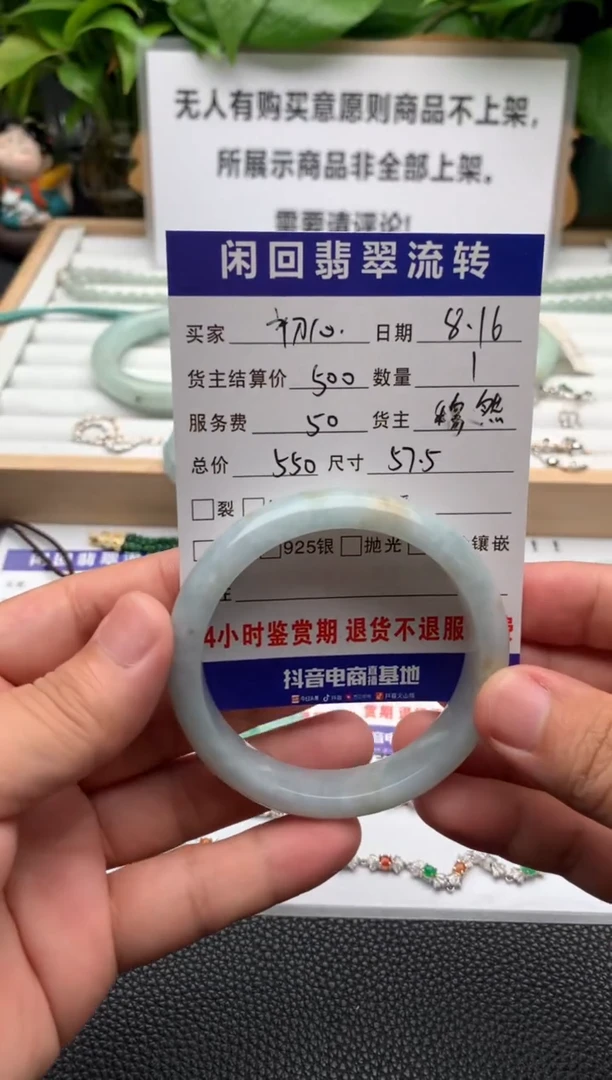 无人有购买意愿则商品不上架，
所展示商品非全部上架。
需要请评论!
闲回翡翠流转
买家 初心. 日期 8.16
货主结算价 500 数量 1
服务费 50 货主
总价 550 尺寸 57.5
裂
925银 抛光 镶嵌
4小时鉴赏期 退货不退服
抖音电商直播基地